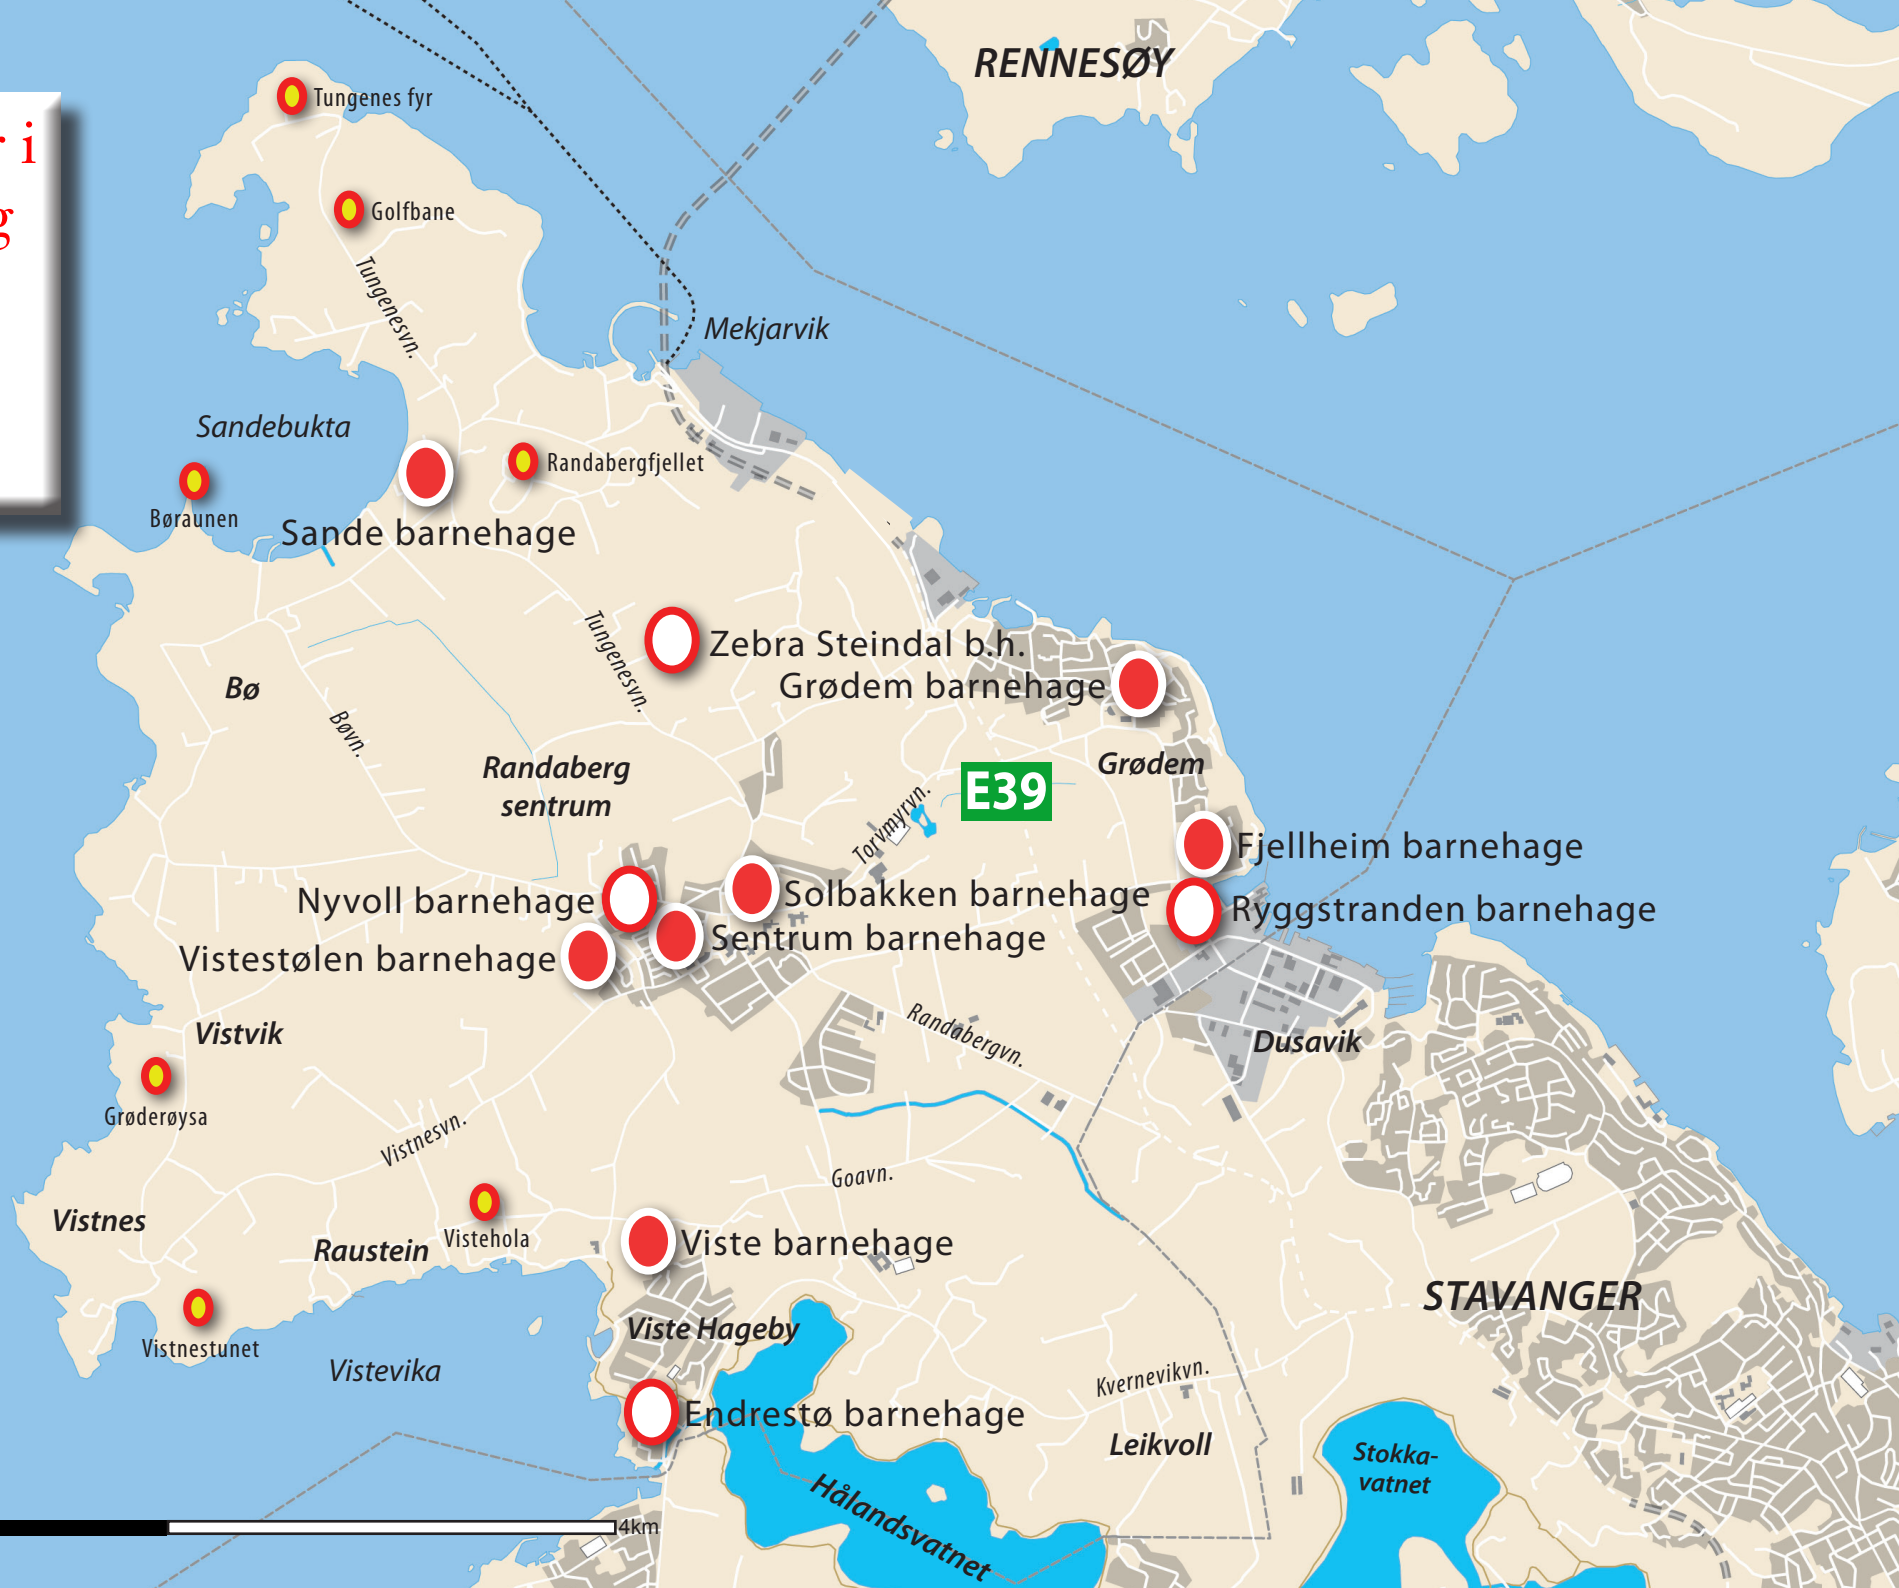 RENNESØY
Tungenes fyr
r i
Golfbane
g
Tungenesvn.
Mekjarvik
Sandebukta
Randabergfjellet
Børaunen
Sande barnehage
Tungenesvn.
Zebra Steindal b.h.
Grødem barnehage
Bø
Bøvn.
Randaberg
sentrum
Grødem
E39
Torvmyrvn.
Fjellheim barnehage
Nyvoll barnehage
Solbakken barnehage
Ryggstranden barnehage
Sentrum barnehage
Vistestølen barnehage
Vistvik
Randabergvn.
Dusavik
Grøderøysa
Vistnesvn.
Goavn.
Vistnes
Raustein
Vistehola
Viste barnehage
STAVANGER
Viste Hageby
Vistnestunet
Vistevika
Kvernevikvn.
Endrestø barnehage
Leikvoll
Stokka-
vatnet
Hålandsvatnet
4km